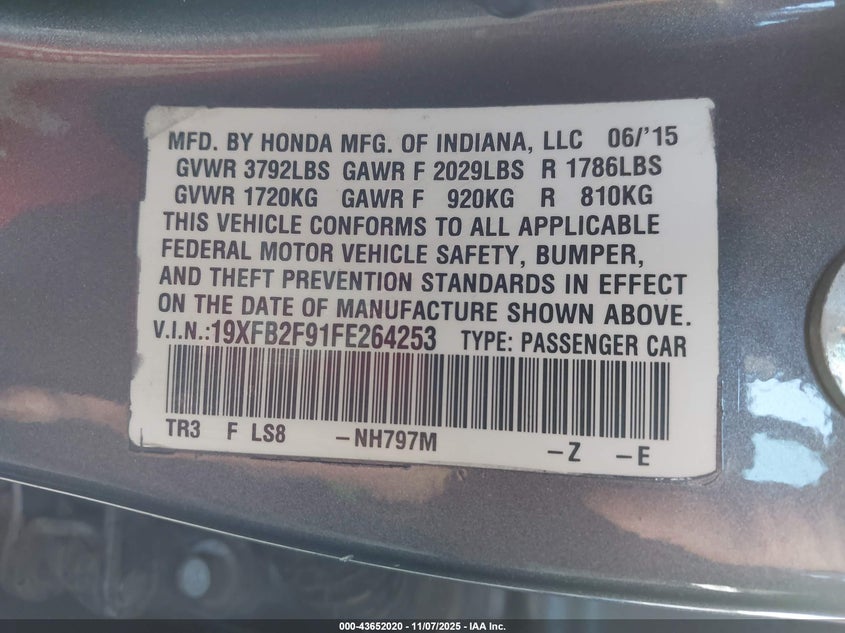 MFD. BY HONDA MFG. OF INDIANA, LLC 06/'15
GVWR 3792LBS GAWR F 2029LBS R 1786LBS
GVWR 1720KG GAWR F 920KG R 810KG
THIS VEHICLE CONFORMS TO ALL APPLICABLE
FEDERAL MOTOR VEHICLE SAFETY, BUMPER,
AND THEFT PREVENTION STANDARDS IN EFFECT
ON THE DATE OF MANUFACTURE SHOWN ABOVE.
V.I.N.:19XFB2F91FE264253 TYPE: PASSENGER CAR
TR3 F LS8 -NH797M -Z -E
000-43652020 - 11/07/2025 - IAA Inc.